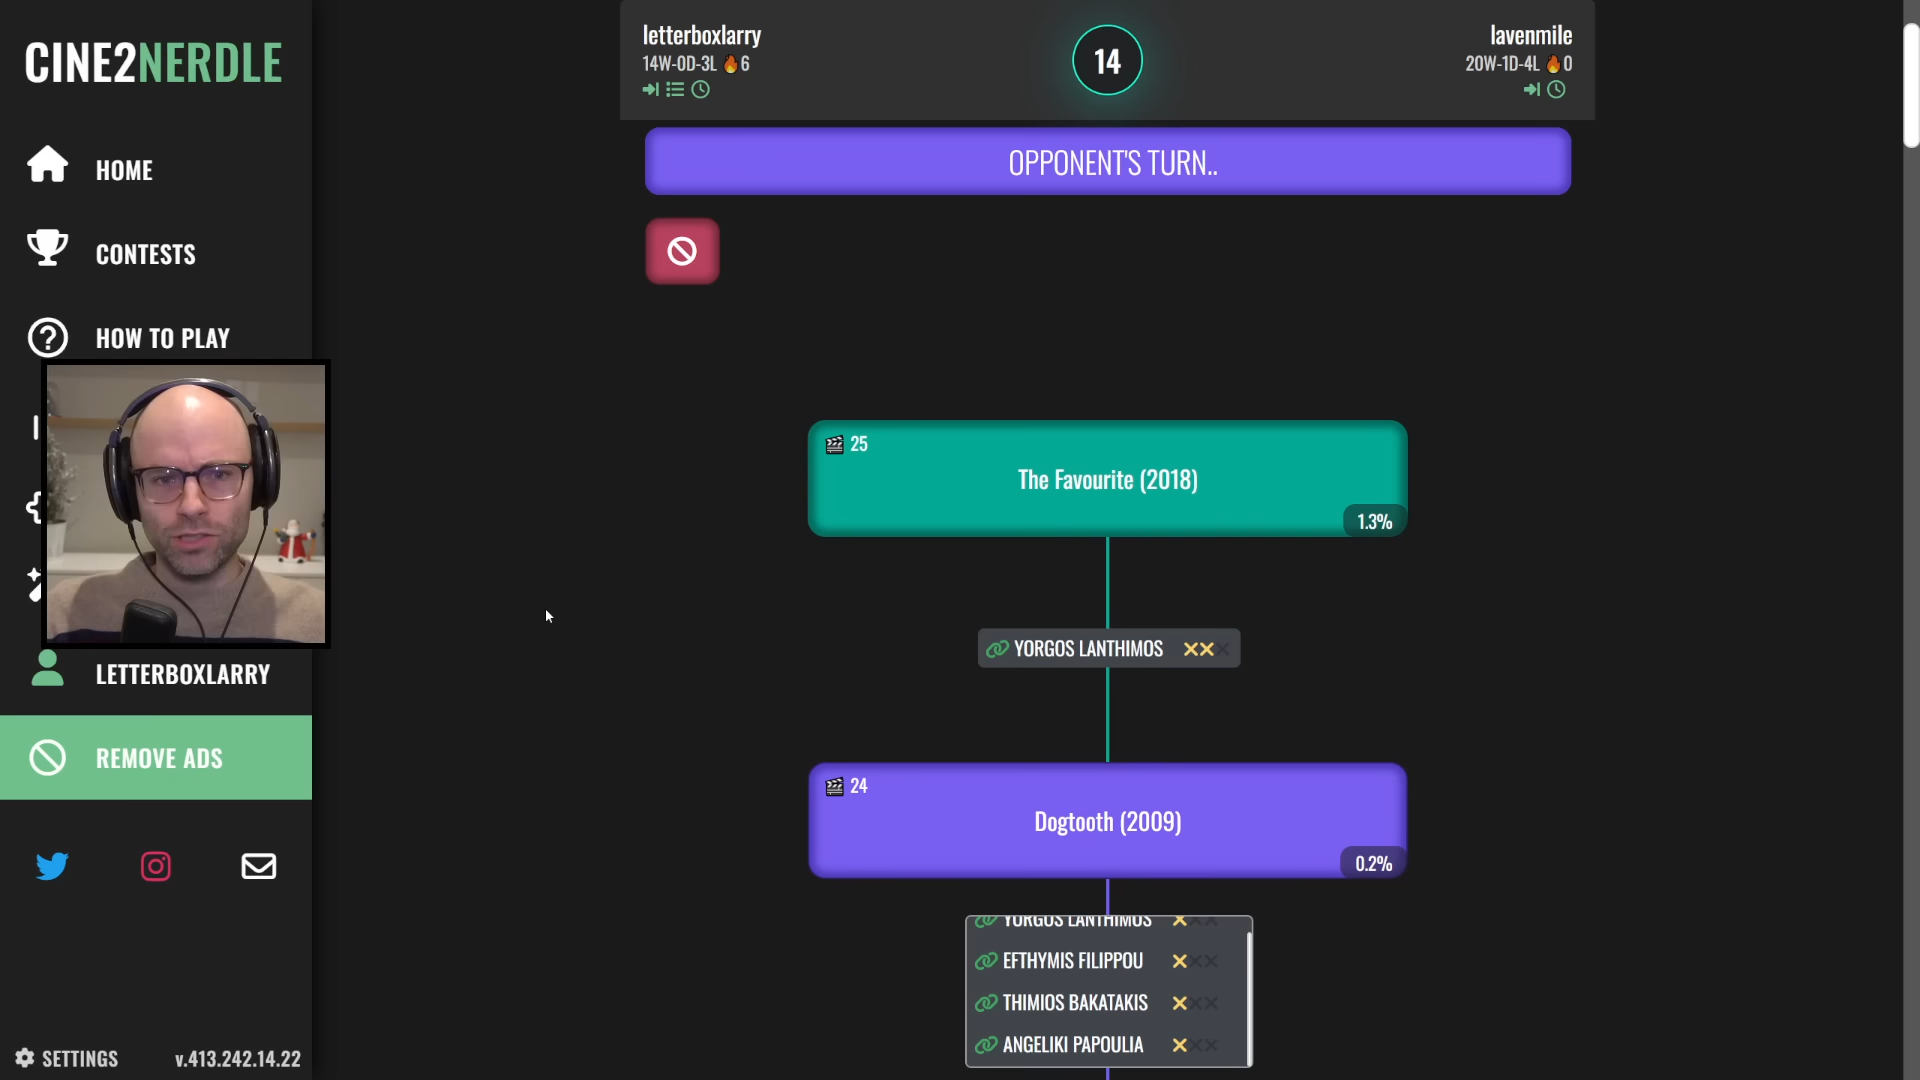 CINE2NERDLE
HOME
CONTESTS
HOW TO PLAY
LETTERBOXLARRY
REMOVE ADS
SETTINGS
v.413.242.14.22
letterboxlarry
14W-0D-3L 🔥6
14
lavenmile
20W-1D-4L 🔥0
OPPONENT'S TURN..
25
The Favourite (2018)
1.3%
YORGOS LANTHIMOS
24
Dogtooth (2009)
0.2%
YORGOS LANTHIMOS
EFTHYMIS FILIPPOU
THIMIOS BAKATAKIS
ANGELIKI PAPOULIA